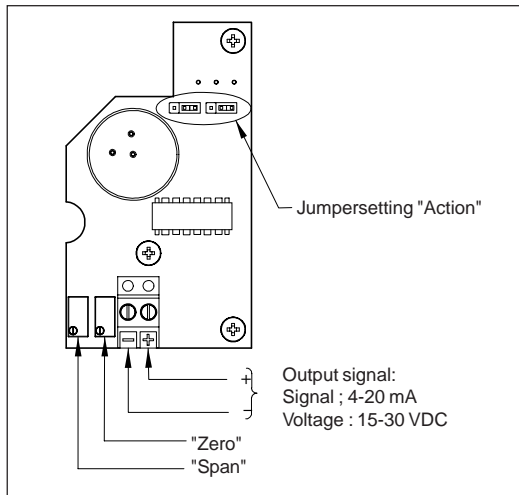 Jumpersetting "Action"
− +
+
−
Output signal:
Signal ; 4-20 mA
Voltage : 15-30 VDC
"Zero"
"Span"